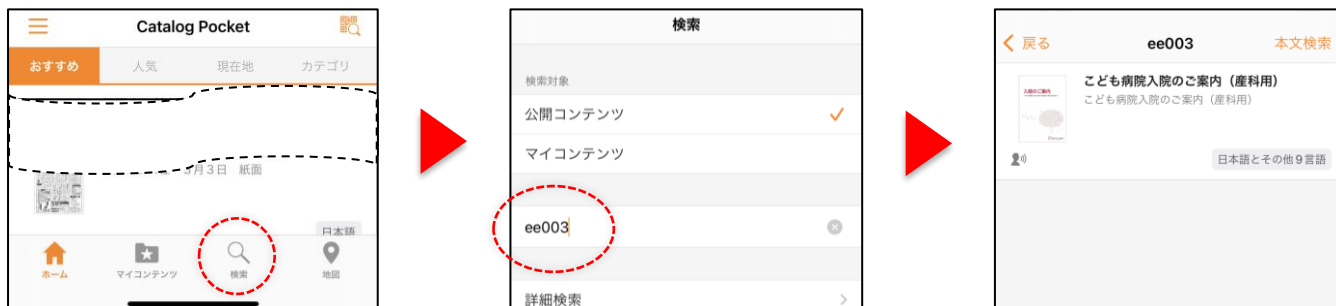 Catalog Pocket
おすすめ
人気
現在地
カテゴリ
月3日 紙面
日本語
ホーム
マイコンテンツ
検索
地図
検索
検索対象
公開コンテンツ
マイコンテンツ
ee003
詳細検索
戻る
ee003
本文検索
こども病院入院のご案内（産科用）
こども病院入院のご案内（産科用）
入院のご案内
日本語とその他9言語